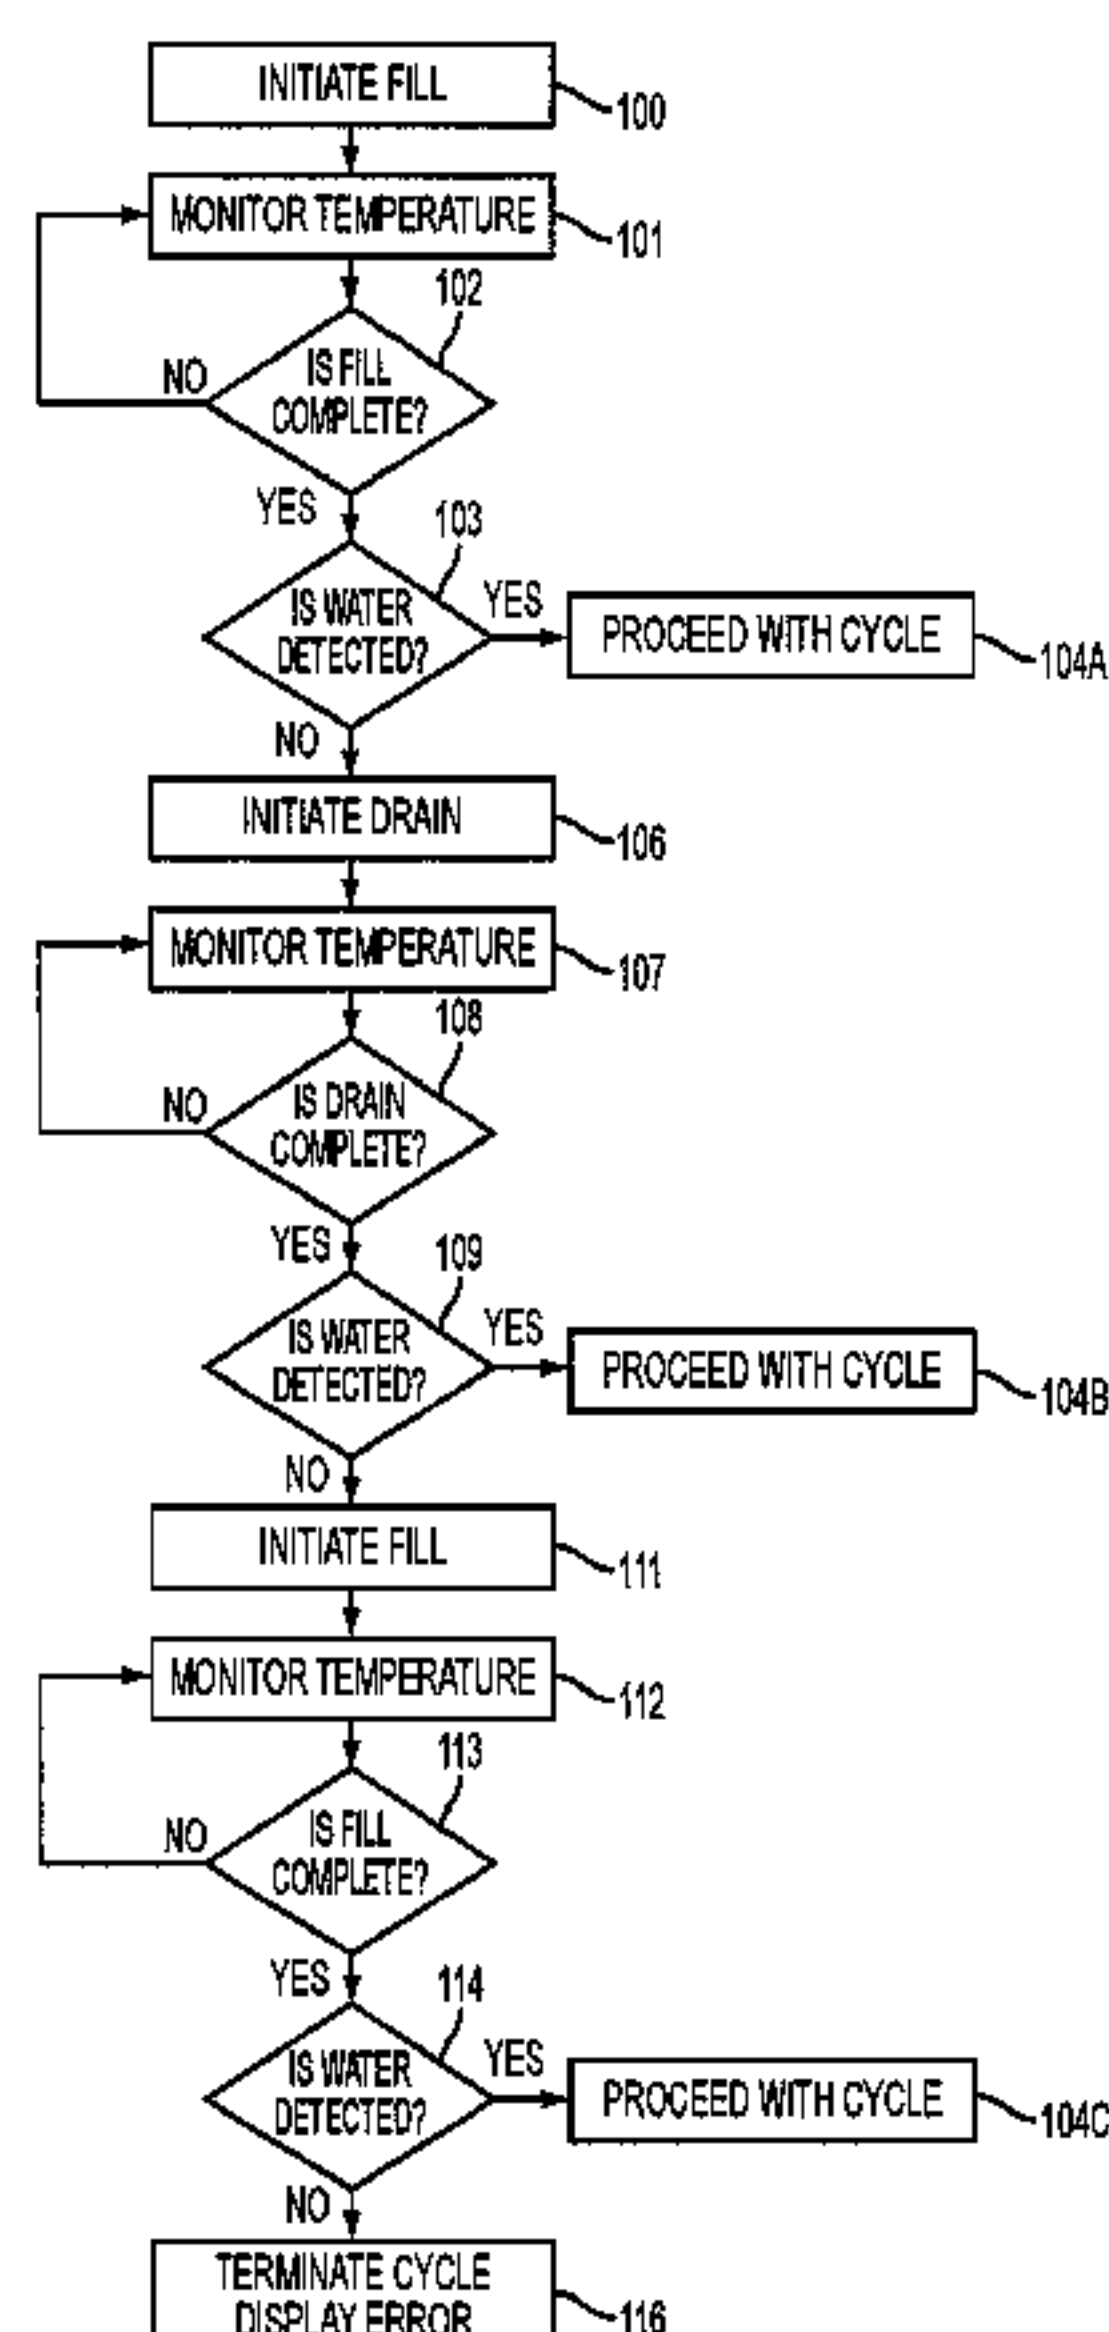 INITIATE FILL
100
MONITOR TEMPERATURE
101
102
IS FILL
COMPLETE?
NO
YES
103
IS WATER
DETECTED?
YES
PROCEED WITH CYCLE
104A
NO
INITIATE DRAIN
106
MONITOR TEMPERATURE
107
108
IS DRAIN
COMPLETE?
NO
YES
109
IS WATER
DETECTED?
YES
PROCEED WITH CYCLE
104B
NO
INITIATE FILL
111
MONITOR TEMPERATURE
112
113
IS FILL
COMPLETE?
NO
YES
114
IS WATER
DETECTED?
YES
PROCEED WITH CYCLE
104C
NO
TERMINATE CYCLE
DISPLAY ERROR
116